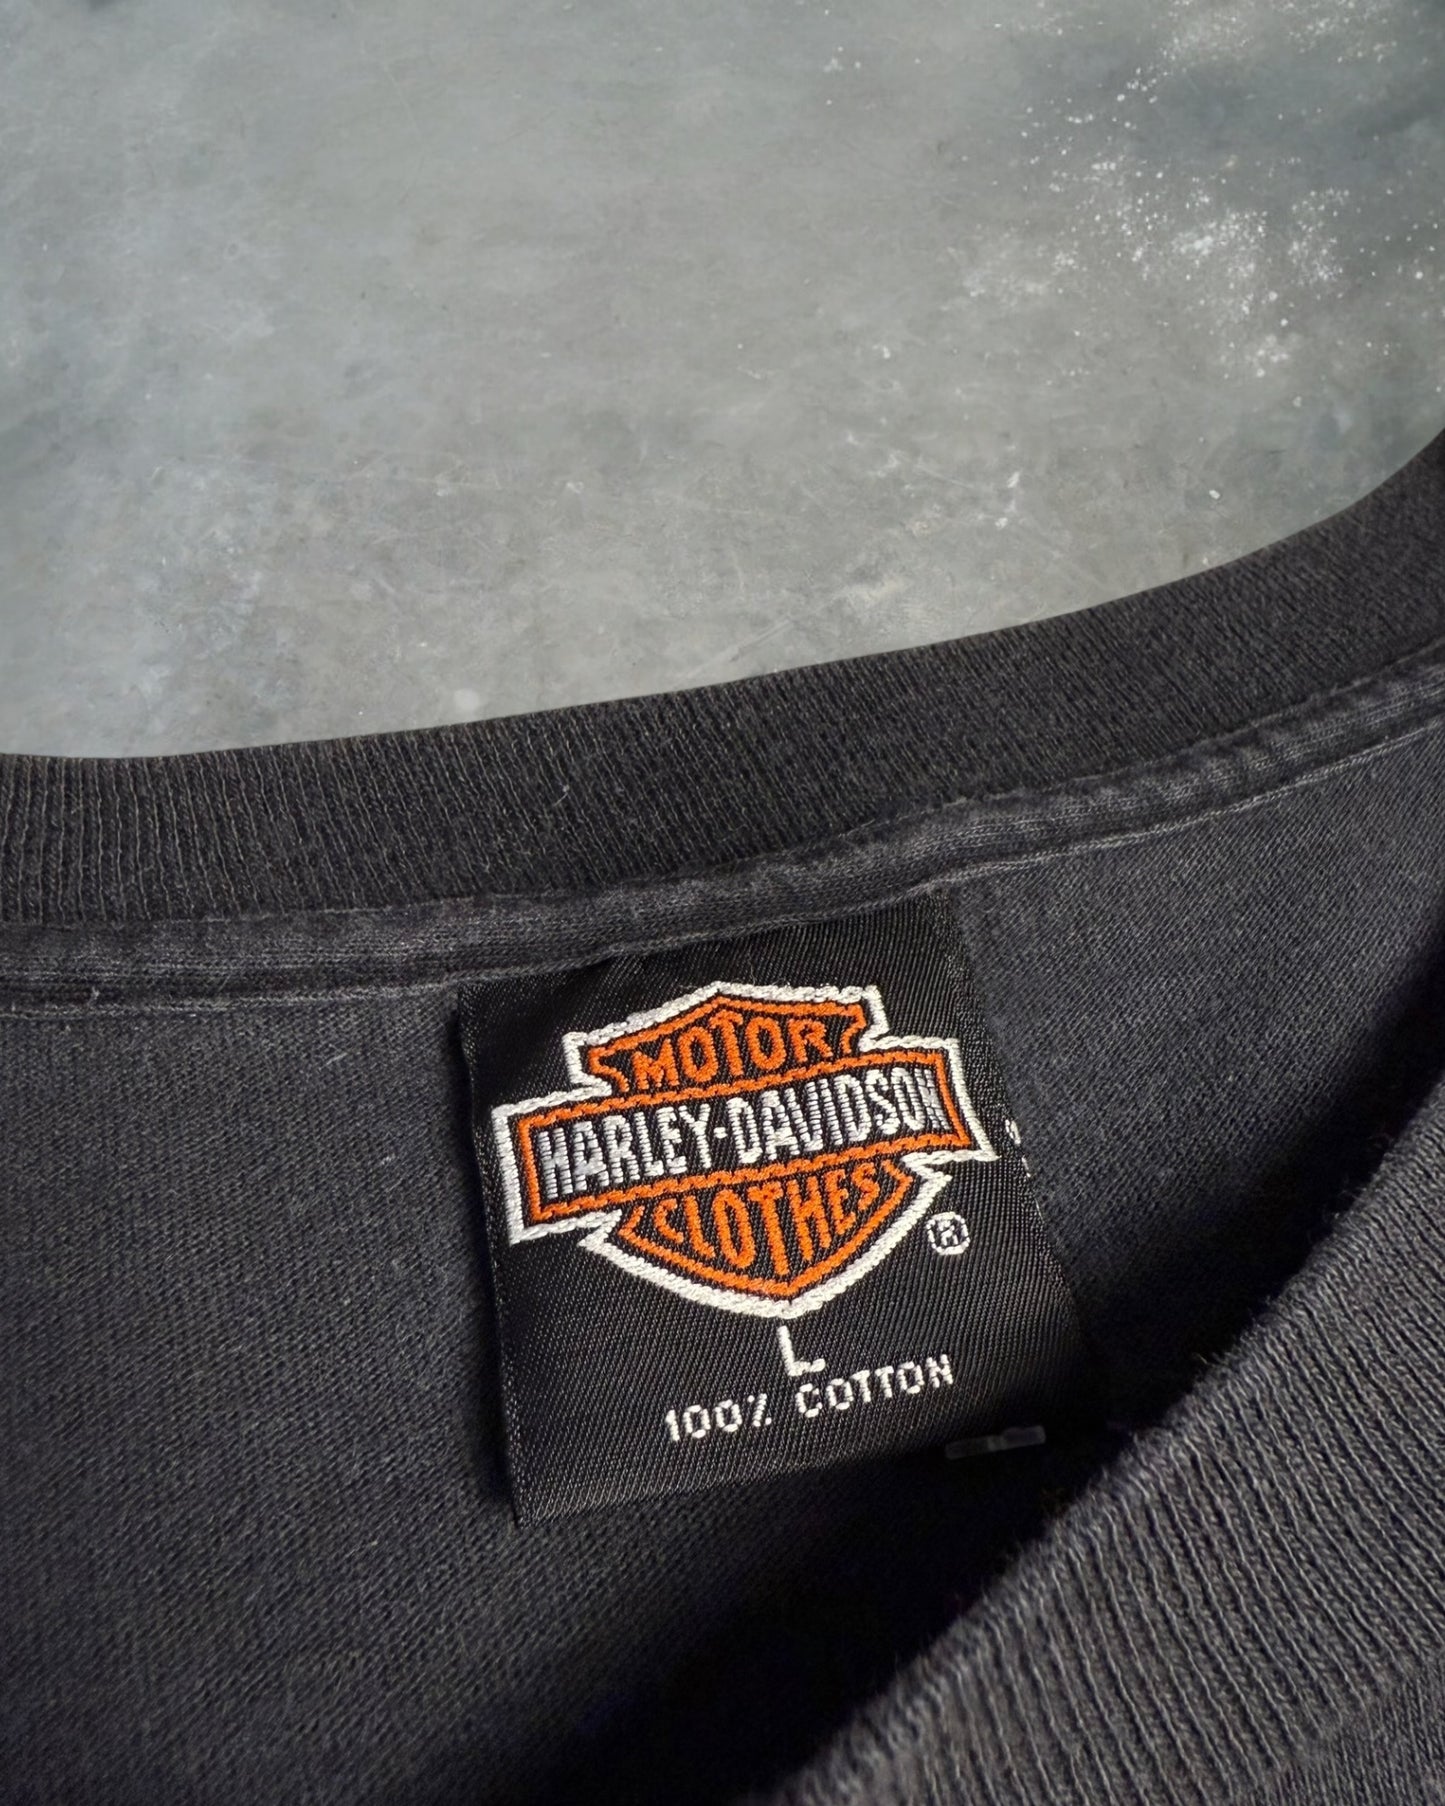 MOTOR
HARLEY-DAVIDSON
CLOTHES
®
L
100% COTTON